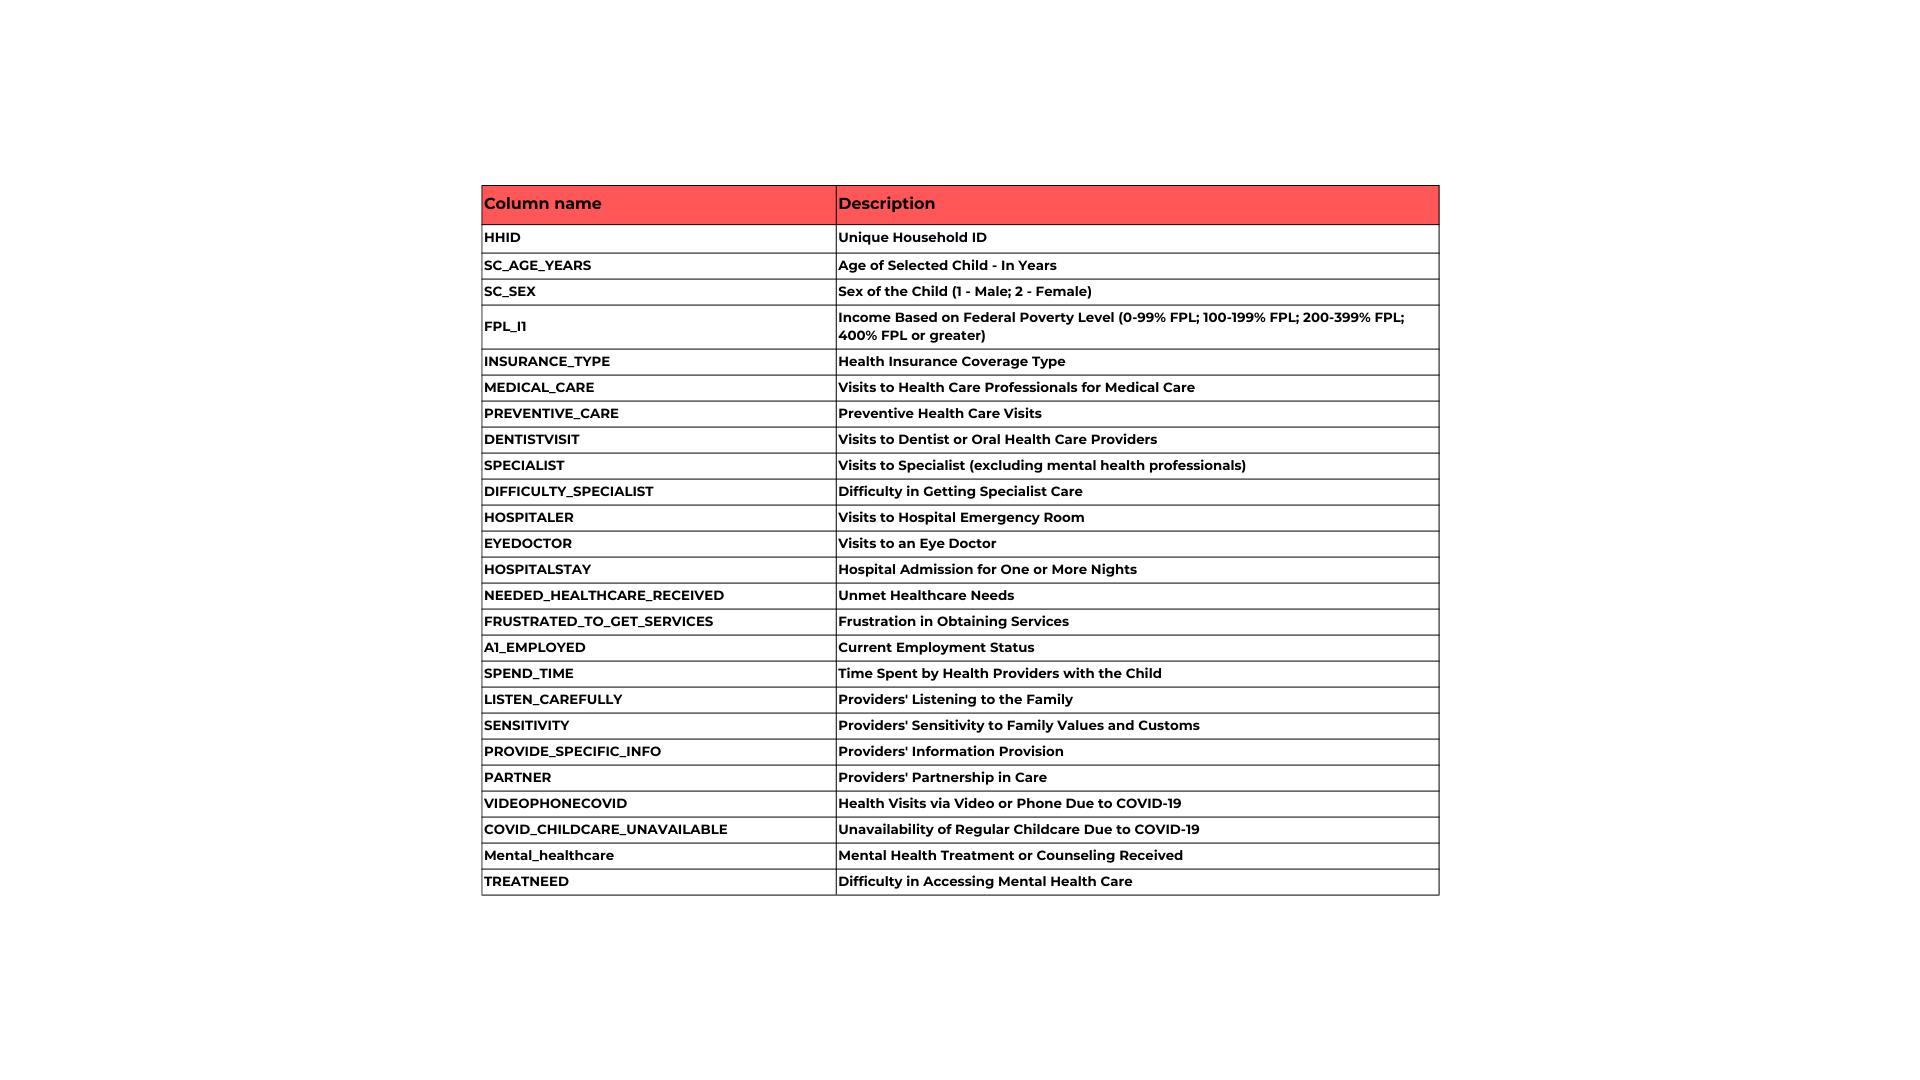 Column name Description
HHID Unique Household ID
SC_AGE_YEARS Age of Selected Child - In Years
SC_SEX Sex of the Child (1 - Male; 2 - Female)
FPL_I1 Income Based on Federal Poverty Level (0-99% FPL; 100-199% FPL; 200-399% FPL;
400% FPL or greater)
INSURANCE_TYPE Health Insurance Coverage Type
MEDICAL_CARE Visits to Health Care Professionals for Medical Care
PREVENTIVE_CARE Preventive Health Care Visits
DENTISTVISIT Visits to Dentist or Oral Health Care Providers
SPECIALIST Visits to Specialist (excluding mental health professionals)
DIFFICULTY_SPECIALIST Difficulty in Getting Specialist Care
HOSPITALER Visits to Hospital Emergency Room
EYEDOCTOR Visits to an Eye Doctor
HOSPITALSTAY Hospital Admission for One or More Nights
NEEDED_HEALTHCARE_RECEIVED Unmet Healthcare Needs
FRUSTRATED_TO_GET_SERVICES Frustration in Obtaining Services
A1_EMPLOYED Current Employment Status
SPEND_TIME Time Spent by Health Providers with the Child
LISTEN_CAREFULLY Providers' Listening to the Family
SENSITIVITY Providers' Sensitivity to Family Values and Customs
PROVIDE_SPECIFIC_INFO Providers' Information Provision
PARTNER Providers' Partnership in Care
VIDEOPHONECOVID Health Visits via Video or Phone Due to COVID-19
COVID_CHILDCARE_UNAVAILABLE Unavailability of Regular Childcare Due to COVID-19
Mental_healthcare Mental Health Treatment or Counseling Received
TREATNEED Difficulty in Accessing Mental Health Care